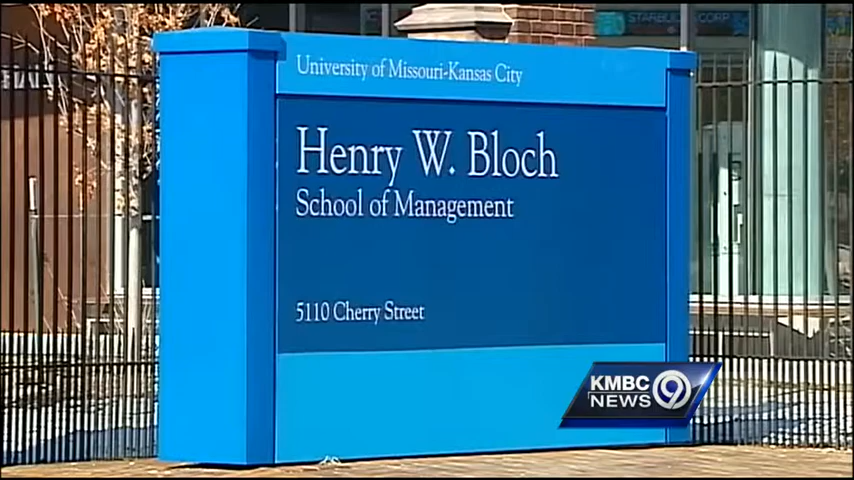 University of Missouri-Kansas City
Henry W. Bloch
School of Management
5110 Cherry Street
KMBC 9
NEWS